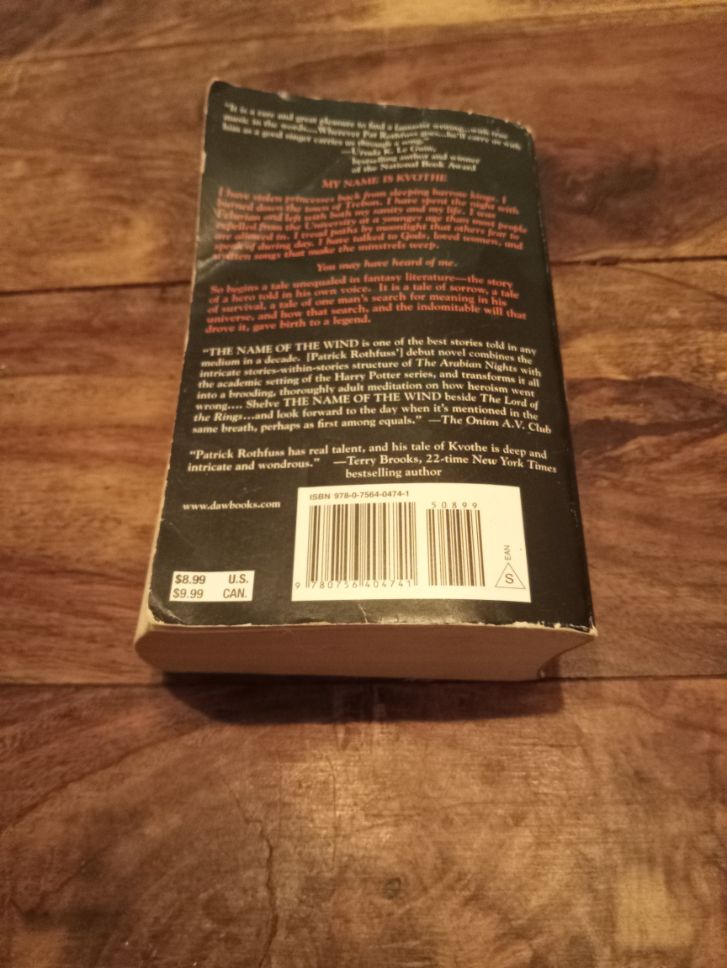 "It is a rare and great pleasure to find a fantasist writing...with true
music in the words....Wherever Pat Rothfuss goes...he'll carry us with
him as a good singer carries us through a song."
—Ursula K. Le Guin,
bestselling author and winner
of the National Book Award
MY NAME IS KVOTHE
I have stolen princesses back from sleeping barrow kings. I
burned down the town of Trebon. I have spent the night with
Felurian and left with both my sanity and my life. I was
expelled from the University at a younger age than most people
are allowed in. I tread paths by moonlight that others fear to
speak of during day. I have talked to Gods, loved women, and
written songs that make the minstrels weep.
You may have heard of me.
So begins a tale unequaled in fantasy literature—the story
of a hero told in his own voice. It is a tale of sorrow, a tale
of survival, a tale of one man's search for meaning in his
universe, and how that search, and the indomitable will that
drove it, gave birth to a legend.
"THE NAME OF THE WIND is one of the best stories told in any
medium in a decade. [Patrick Rothfuss'] debut novel combines the
intricate stories-within-stories structure of The Arabian Nights with
the academic setting of the Harry Potter series, and transforms it all
into a brooding, thoroughly adult meditation on how heroism went
wrong.... Shelve THE NAME OF THE WIND beside The Lord of
the Rings...and look forward to the day when it's mentioned in the
same breath, perhaps as first among equals." —The Onion A.V. Club
"Patrick Rothfuss has real talent, and his tale of Kvothe is deep and
intricate and wondrous." —Terry Brooks, 22-time New York Times
bestselling author
www.dawbooks.com
ISBN 978-0-7564-0474-1
50899
9 780756 404741
EAN
S
$8.99 U.S.
$9.99 CAN.